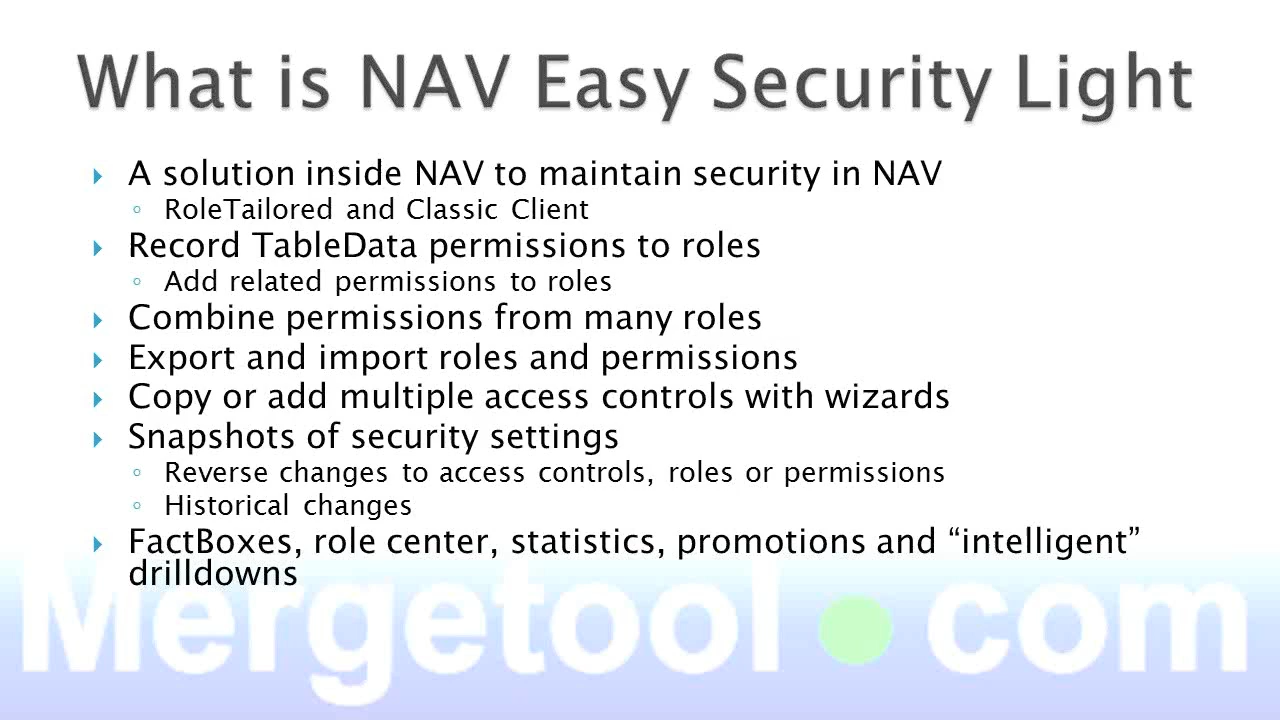 What is NAV Easy Security Light
A solution inside NAV to maintain security in NAV
RoleTailored and Classic Client
Record TableData permissions to roles
Add related permissions to roles
Combine permissions from many roles
Export and import roles and permissions
Copy or add multiple access controls with wizards
Snapshots of security settings
Reverse changes to access controls, roles or permissions
Historical changes
FactBoxes, role center, statistics, promotions and “intelligent”
drilldowns
Mergetool.com